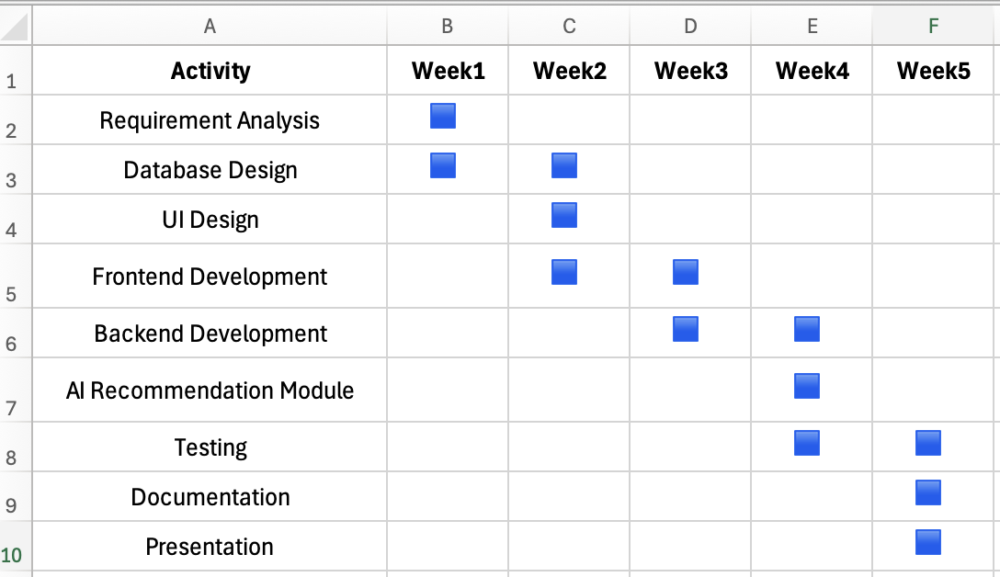 A B C D E F
1 Activity Week1 Week2 Week3 Week4 Week5
2 Requirement Analysis 🟦
3 Database Design 🟦 🟦
4 UI Design 🟦
5 Frontend Development 🟦 🟦
6 Backend Development 🟦 🟦
7 AI Recommendation Module 🟦
8 Testing 🟦 🟦
9 Documentation 🟦
10 Presentation 🟦